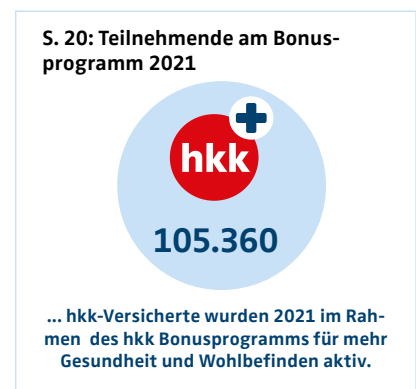 S. 20: Teilnehmende am Bonus-
programm 2021
hkk
105.360
... hkk-Versicherte wurden 2021 im Rah-
men des hkk Bonusprogramms für mehr
Gesundheit und Wohlbefinden aktiv.